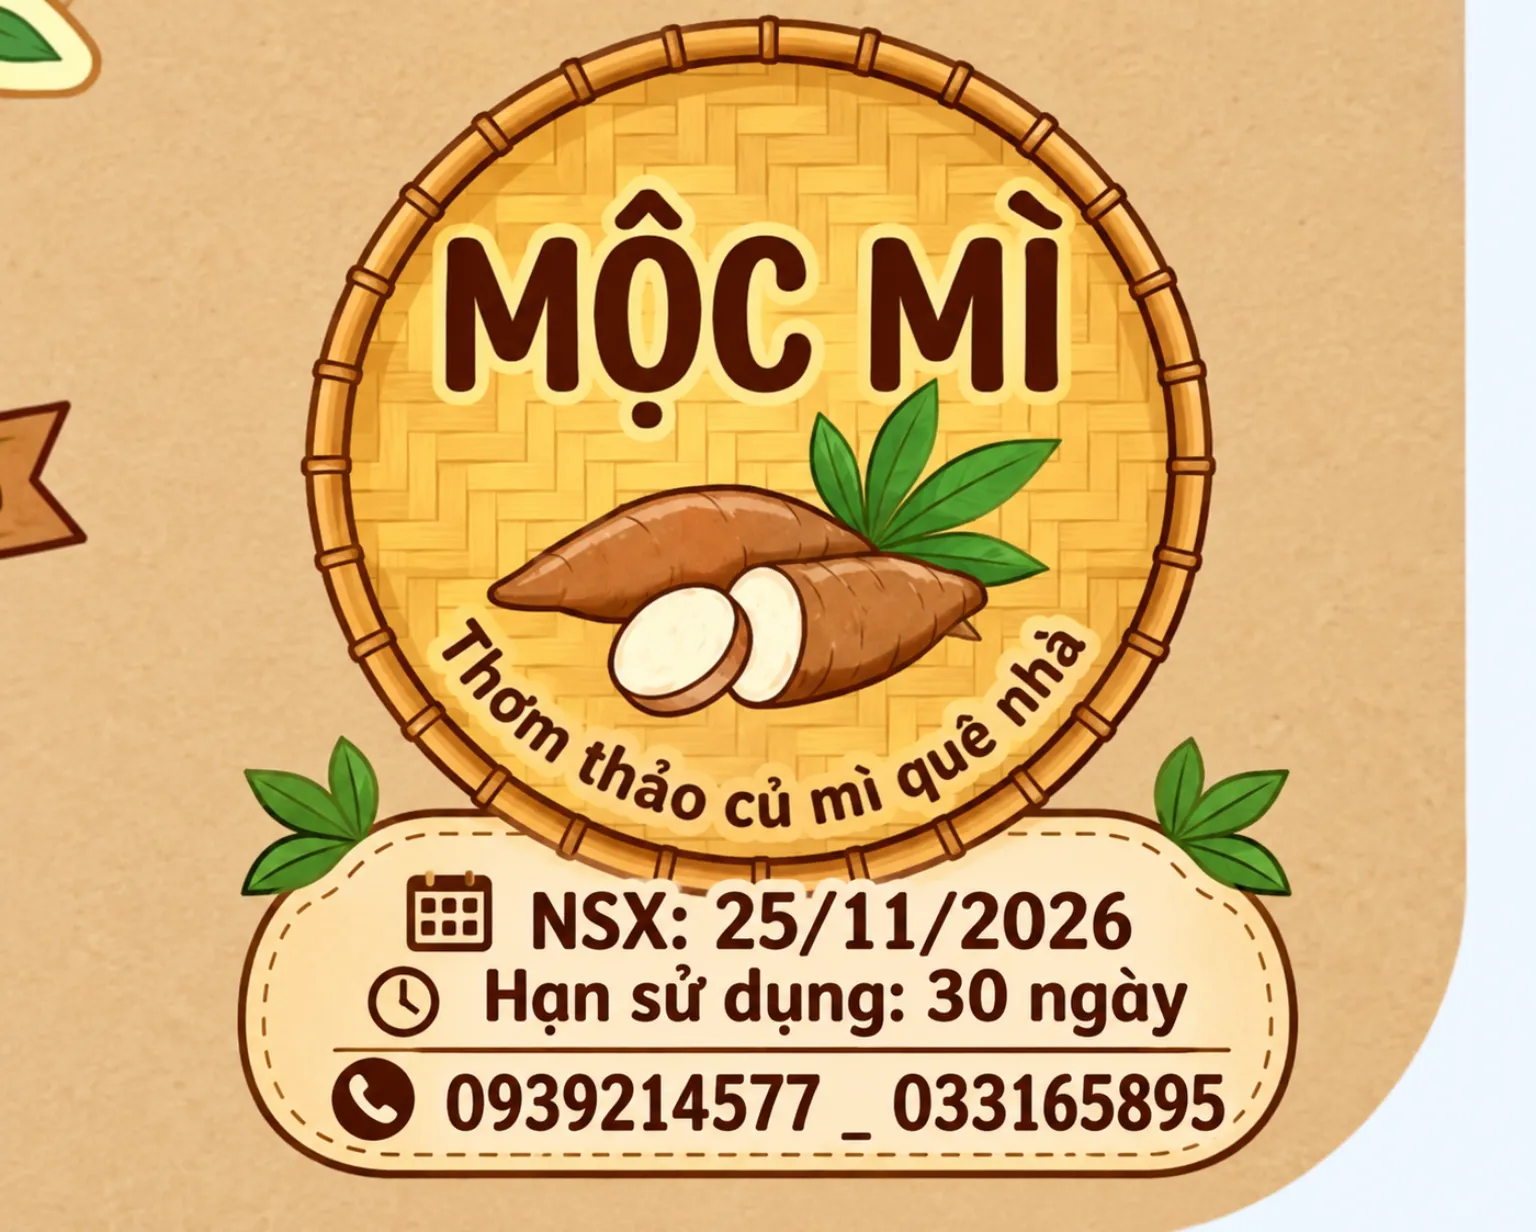 MỘC MÌ
Thơm thảo củ mì quê nhà
NSX: 25/11/2026
Hạn sử dụng: 30 ngày
0939214577 _ 033165895